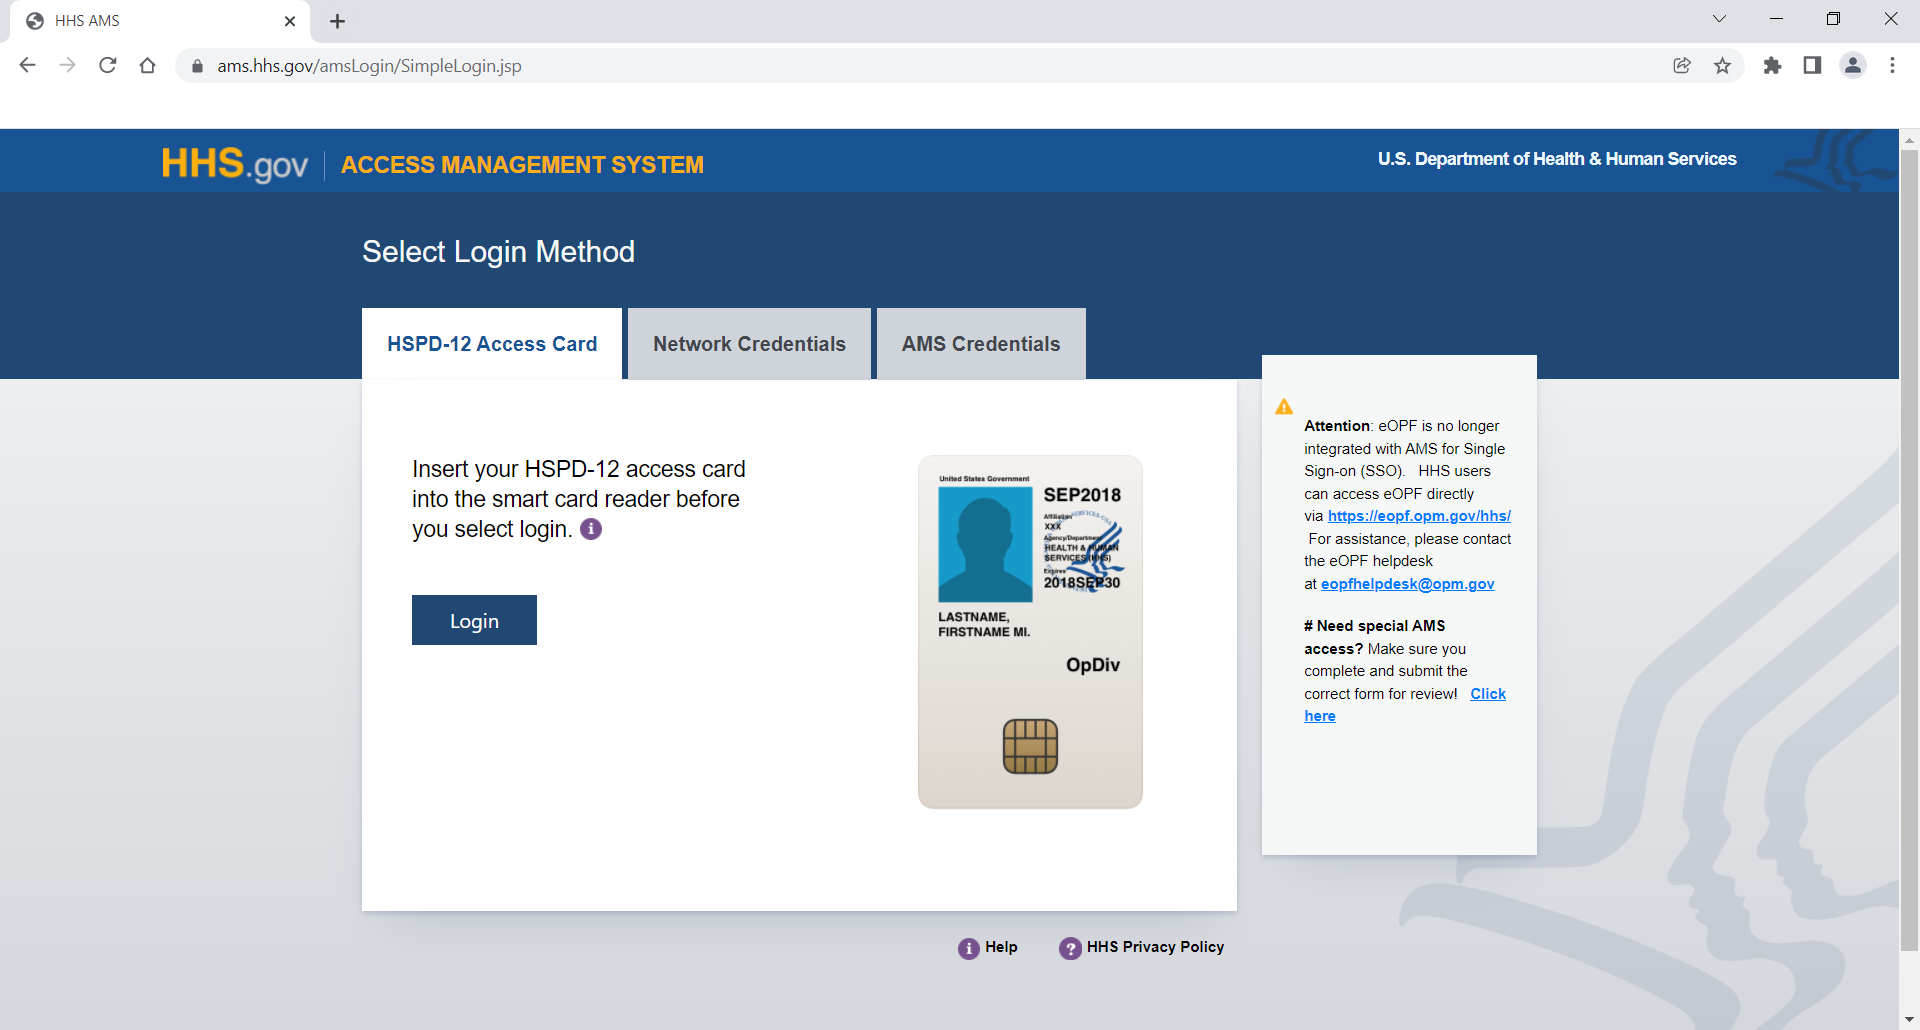 HHS AMS
ams.hhs.gov/amsLogin/SimpleLogin.jsp
HHS.gov
ACCESS MANAGEMENT SYSTEM
U.S. Department of Health & Human Services
Select Login Method
HSPD-12 Access Card
Network Credentials
AMS Credentials
Insert your HSPD-12 access card
into the smart card reader before
you select login.
Login
United States Government
SEP2018
Affiliation
XXX
Agency/Department
HEALTH & HUMAN
SERVICES (HHS)
Expires
2018SEP30
LASTNAME,
FIRSTNAME MI.
OpDiv
Attention: eOPF is no longer
integrated with AMS for Single
Sign-on (SSO). HHS users
can access eOPF directly
via https://eopf.opm.gov/hhs/
For assistance, please contact
the eOPF helpdesk
at eopfhelpdesk@opm.gov
# Need special AMS
access? Make sure you
complete and submit the
correct form for review! Click
here
Help
HHS Privacy Policy